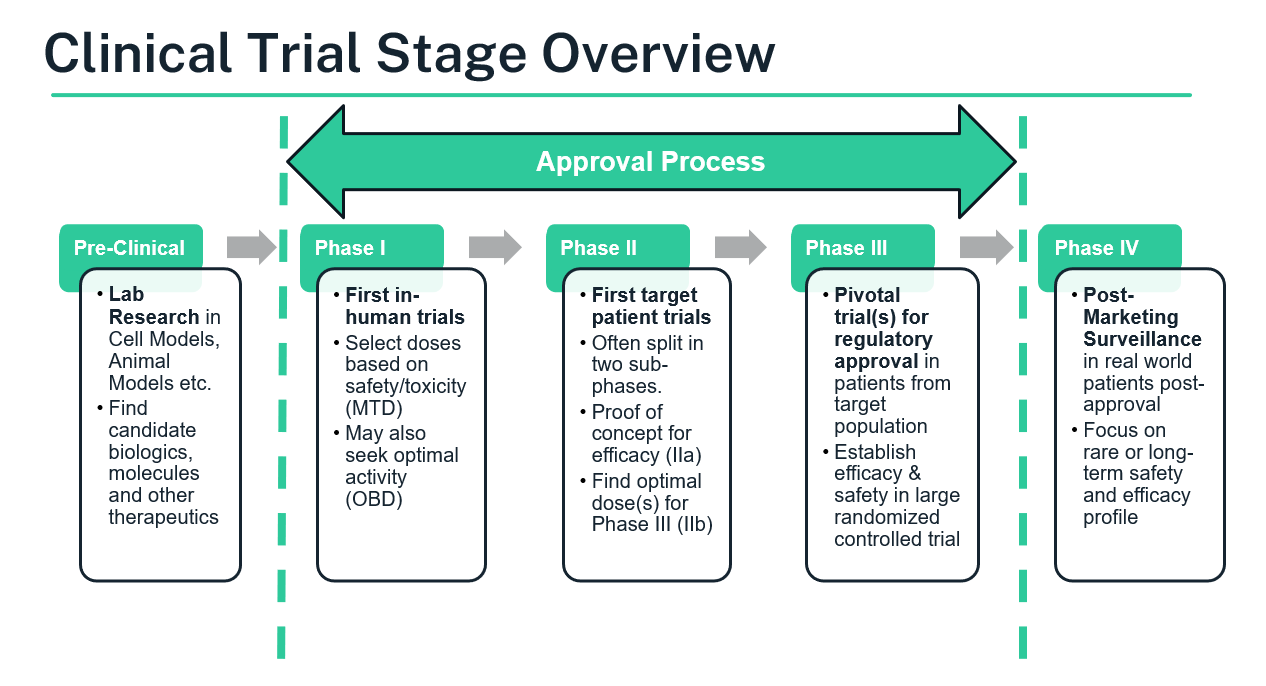 Clinical Trial Stage Overview
Approval Process
Pre-Clinical
• Lab
Research in
Cell Models,
Animal
Models etc.
• Find
candidate
biologics,
molecules
and other
therapeutics
Phase I
• First in-
human trials
• Select doses
based on
safety/toxicity
(MTD)
• May also
seek optimal
activity
(OBD)
Phase II
• First target
patient trials
• Often split in
two sub-
phases.
• Proof of
concept for
efficacy (IIa)
• Find optimal
dose(s) for
Phase III (IIb)
Phase III
• Pivotal
trial(s) for
regulatory
approval in
patients from
target
population
• Establish
efficacy &
safety in large
randomized
controlled trial
Phase IV
• Post-
Marketing
Surveillance
in real world
patients post-
approval
• Focus on
rare or long-
term safety
and efficacy
profile